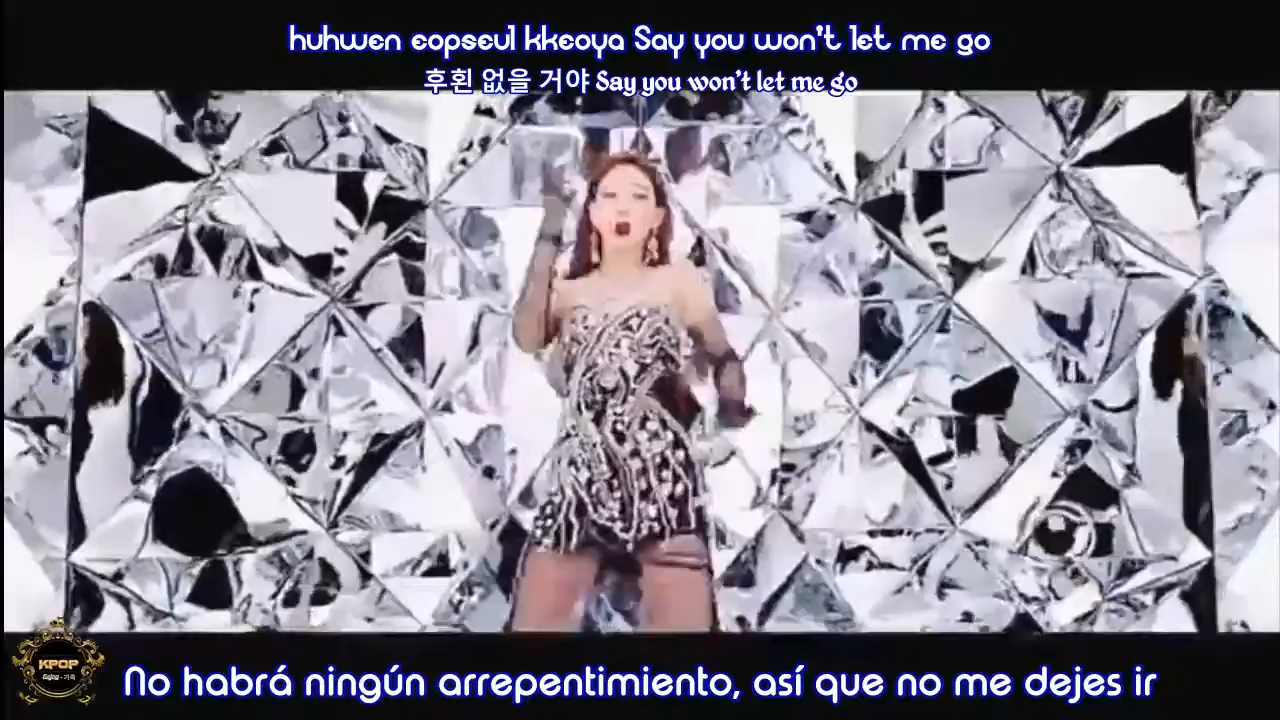 huhwen eopseul kkeoya Say you won't let me go
후횐 없을 거야 Say you won't let me go
KPOP
No habrá ningún arrepentimiento, así que no me dejes ir